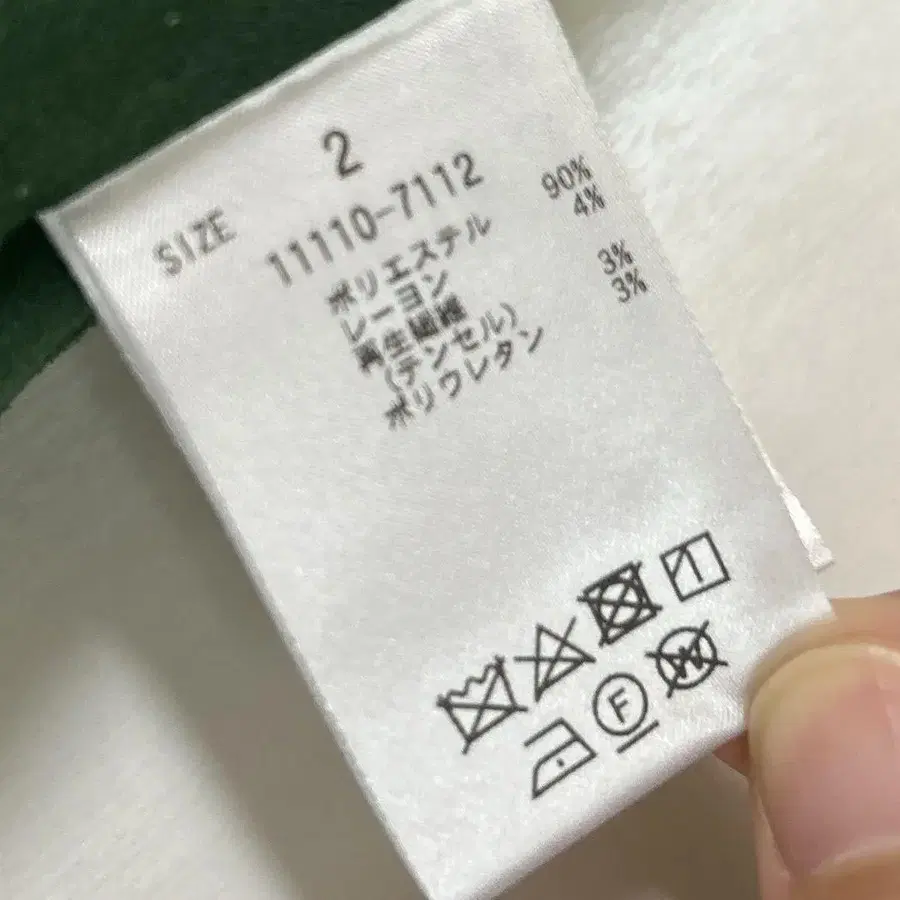 SIZE 2
11110-7112
ポリエステル 90%
レーヨン 4%
再生繊維
(テンセル) 3%
ポリウレタン 3%
F
W